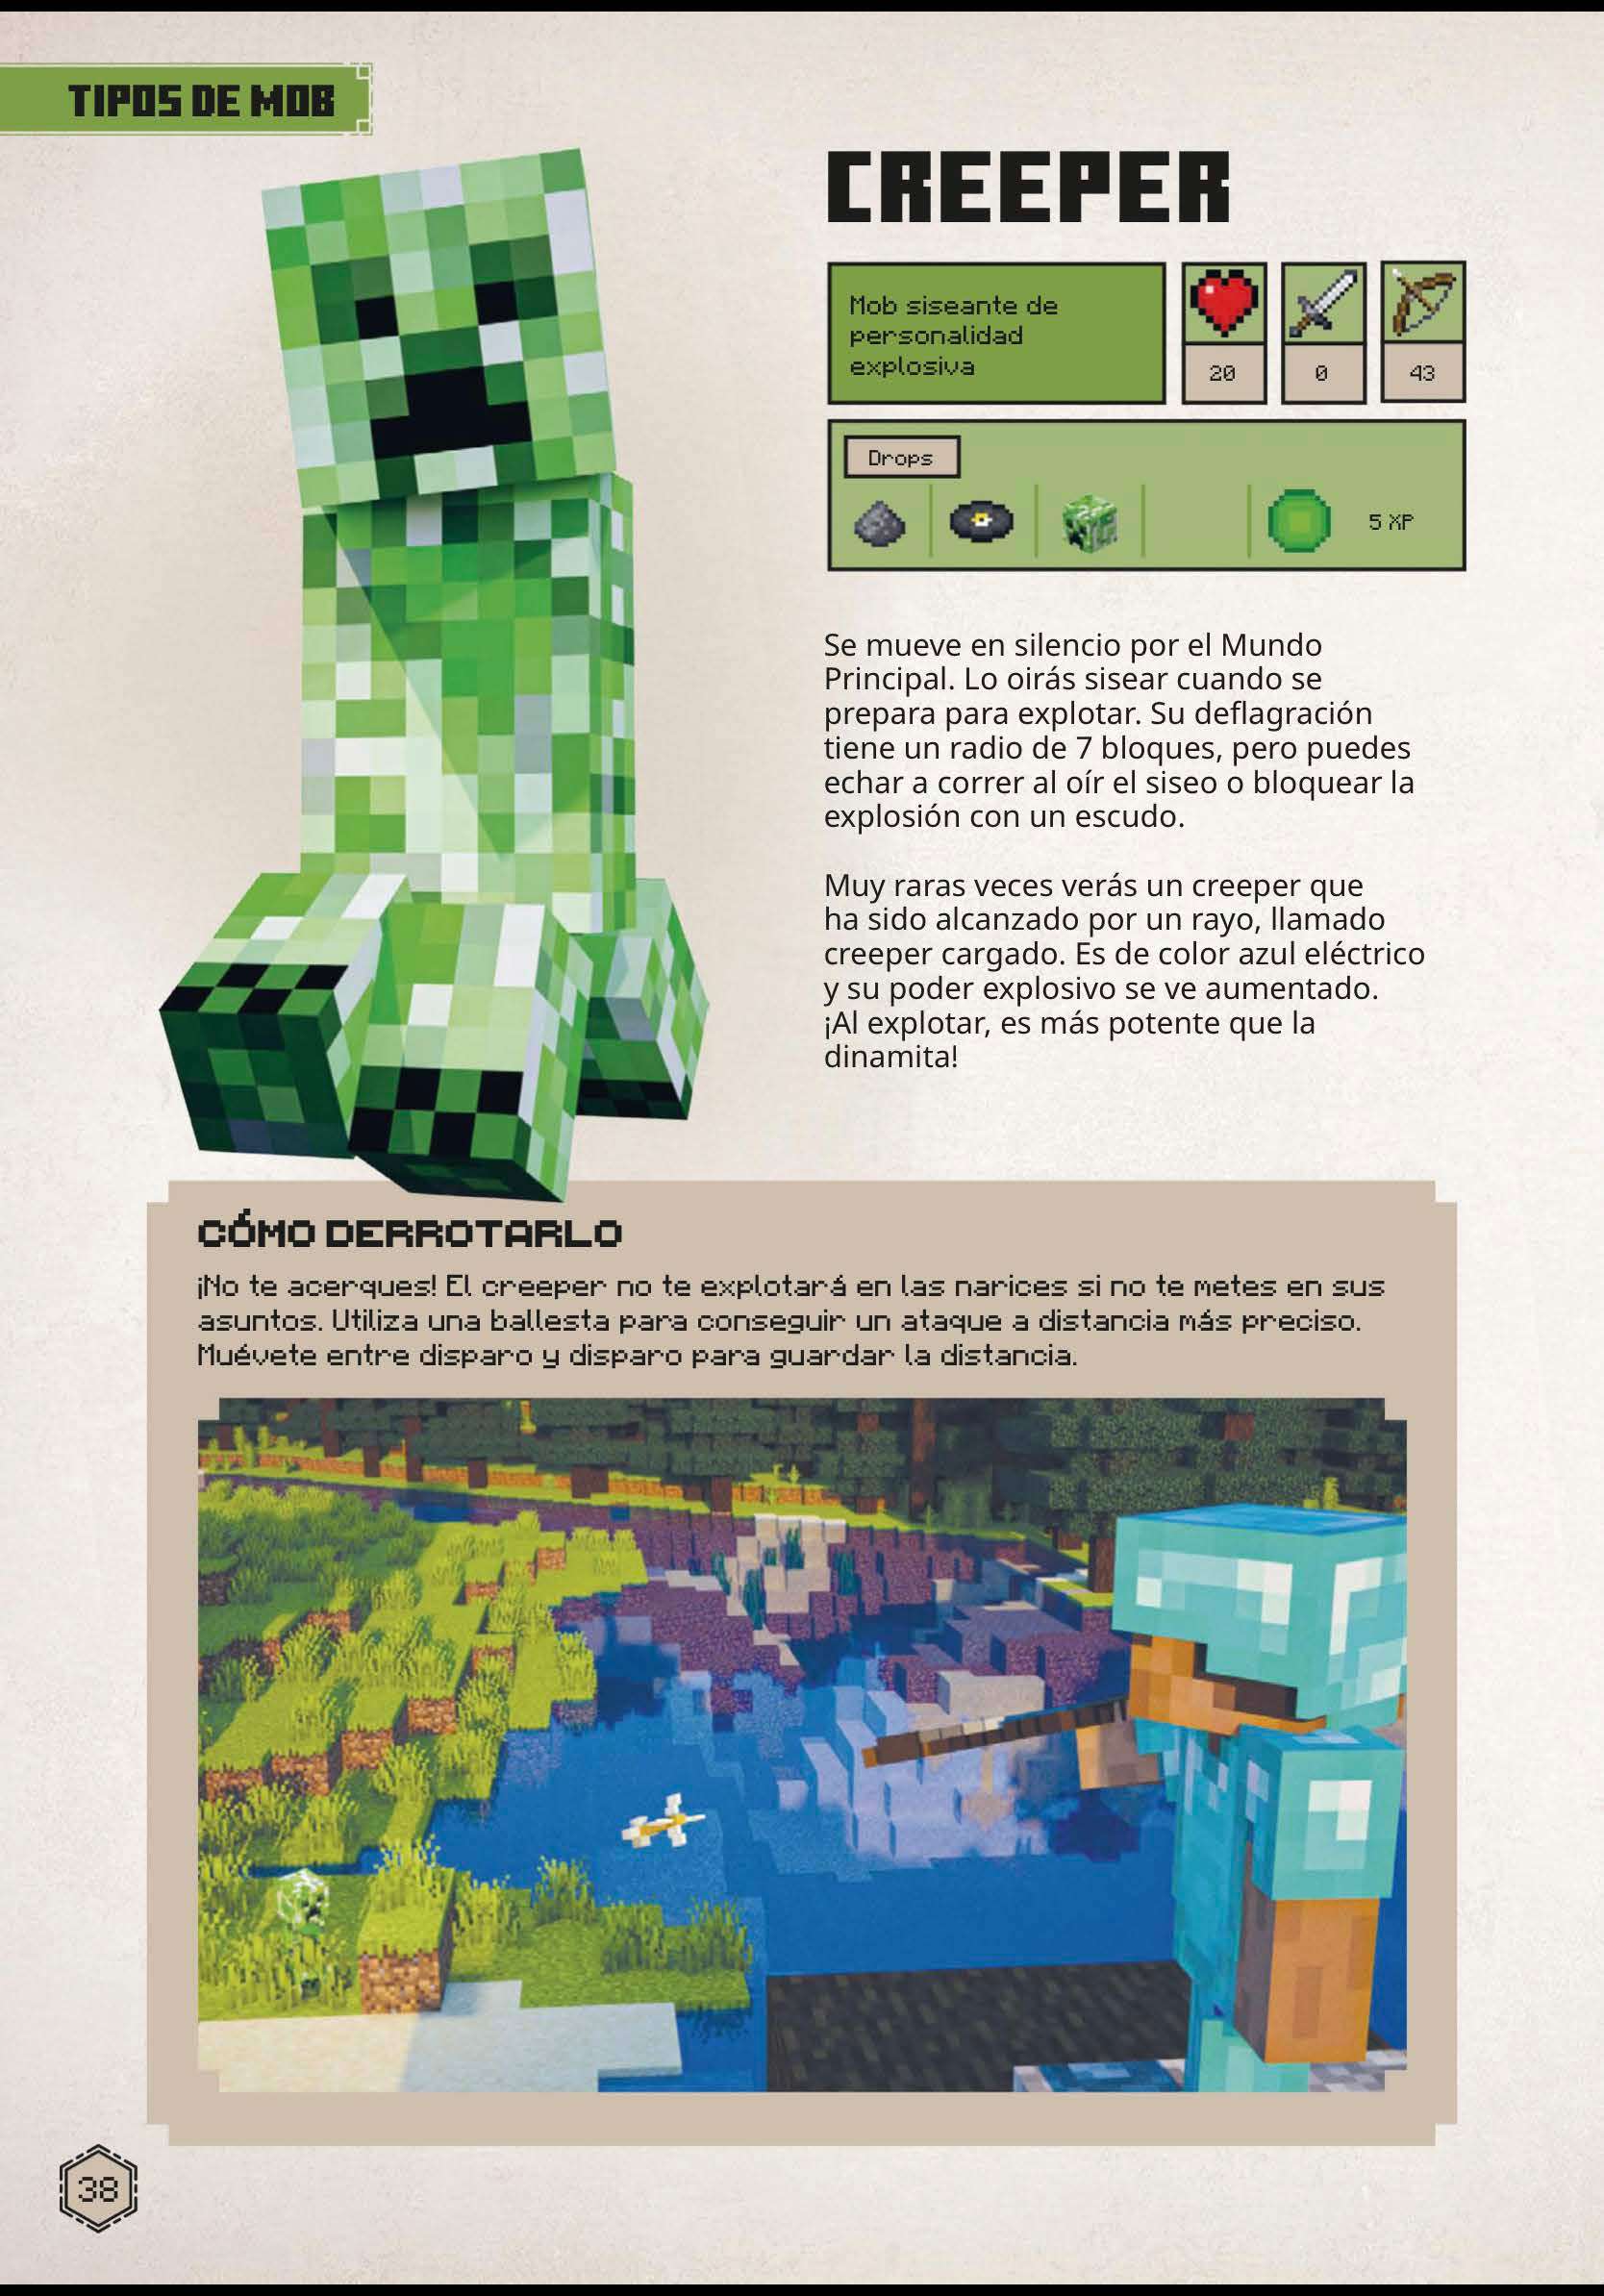 TIPOS DE MOB
CREEPER
Mob siseante de
personalidad
explosiva
20
0
43
Drops
5 XP
Se mueve en silencio por el Mundo
Principal. Lo oirás sisear cuando se
prepara para explotar. Su deflagración
tiene un radio de 7 bloques, pero puedes
echar a correr al oír el siseo o bloquear la
explosión con un escudo.
Muy raras veces verás un creeper que
ha sido alcanzado por un rayo, llamado
creeper cargado. Es de color azul eléctrico
y su poder explosivo se ve aumentado.
¡Al explotar, es más potente que la
dinamita!
CÓMO DERROTARLO
¡No te acerques! El creeper no te explotará en las narices si no te metes en sus
asuntos. Utiliza una ballesta para conseguir un ataque a distancia más preciso.
Muévete entre disparo y disparo para guardar la distancia.
38